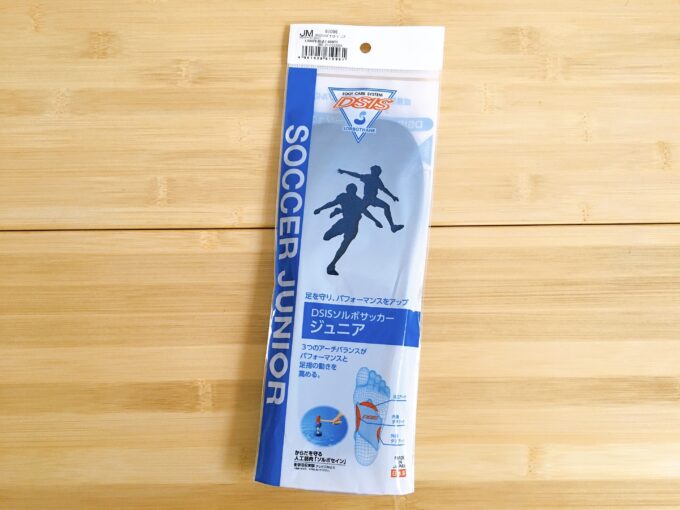 JM
FOOT CARE SYSTEM
DSIS
SORBOTHANE
SOCCER JUNIOR
足を守り、パフォーマンスをアップ
DSISソルボサッカー
ジュニア
3つのアーチバランスが
パフォーマンスと
足指の動きを
高める。
DSIS
からだを守る
人工筋肉「ソルボセイン」
MADE
IN
JAPAN